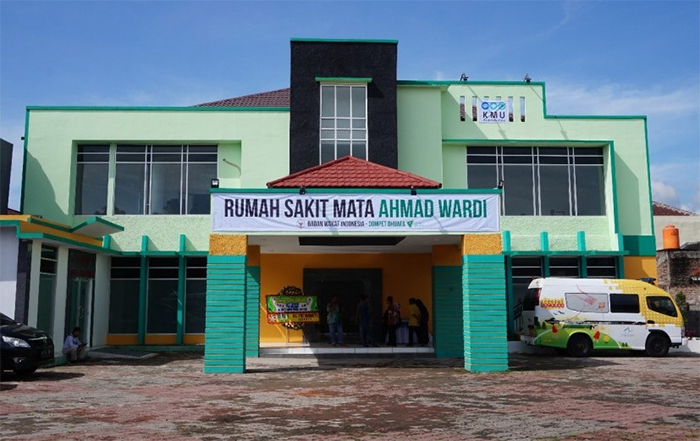 KMU
RUMAH SAKIT MATA AHMAD WARDI
BADAN WAKAF INDONESIA - DOMPET DHUAFA